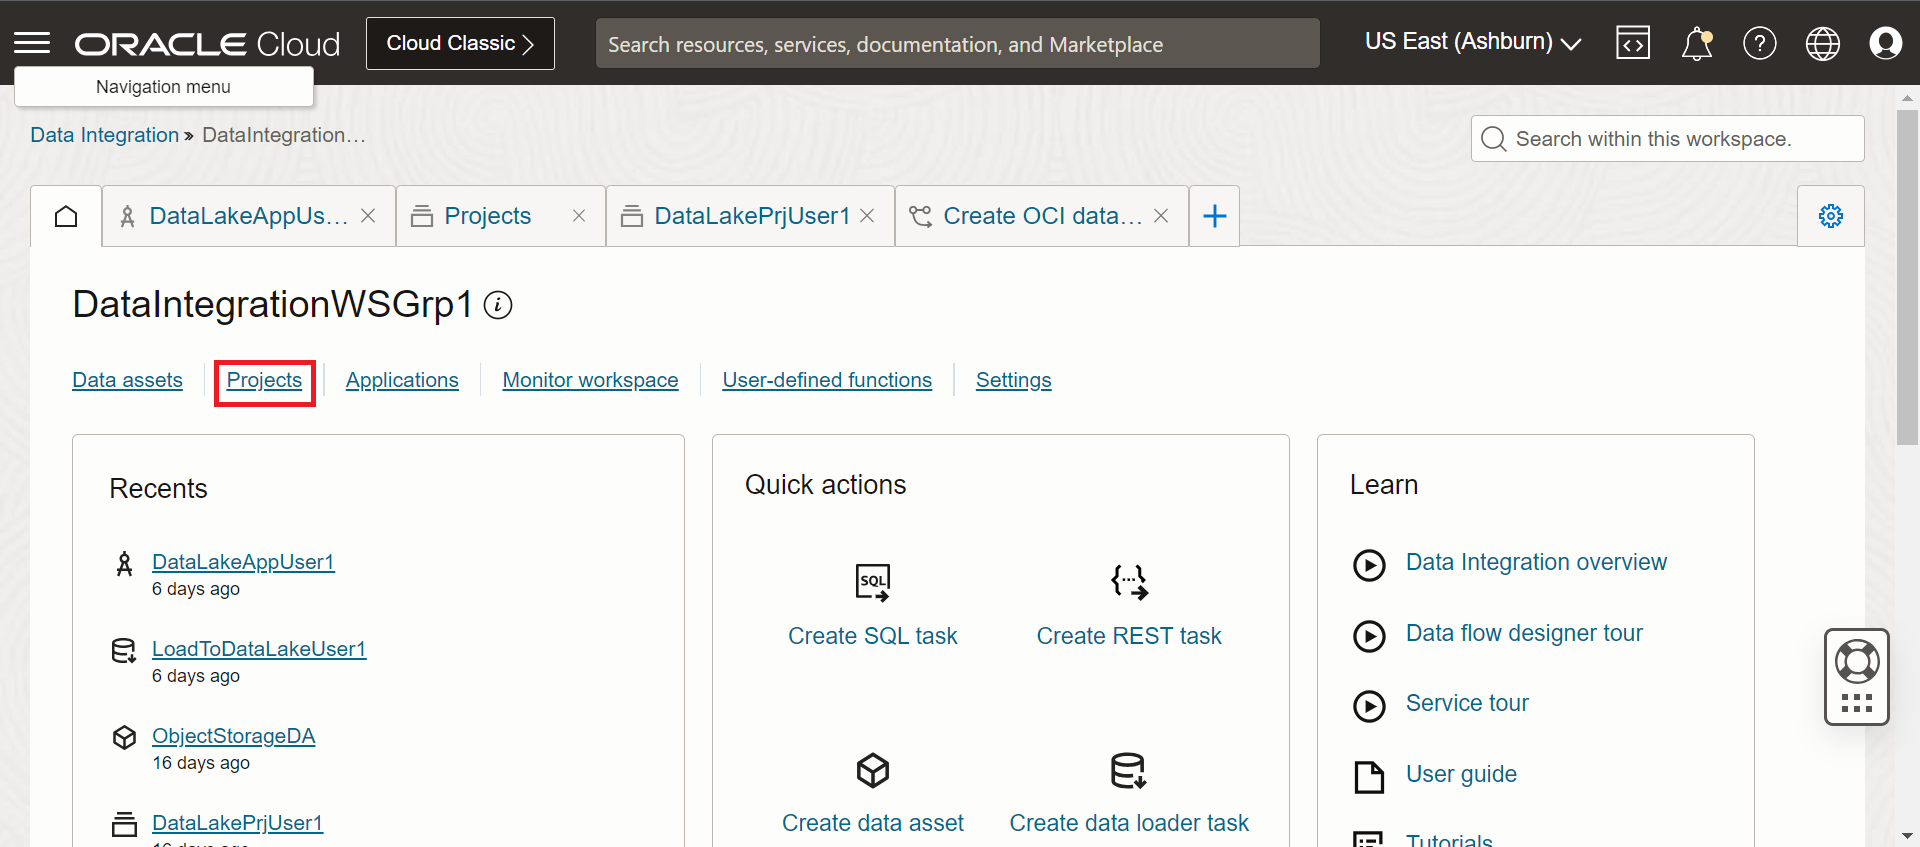 ORACLE Cloud
Cloud Classic
Search resources, services, documentation, and Marketplace
US East (Ashburn)
Navigation menu
Data Integration » DataIntegration…
Search within this workspace.
DataLakeAppUs…
Projects
DataLakePrjUser1
Create OCI data…
DataIntegrationWSGrp1
Data assets
Projects
Applications
Monitor workspace
User-defined functions
Settings
Recents
DataLakeAppUser1
6 days ago
LoadToDataLakeUser1
6 days ago
ObjectStorageDA
16 days ago
DataLakePrjUser1
16 days ago
Quick actions
SQL
Create SQL task
Create REST task
Create data asset
Create data loader task
Learn
Data Integration overview
Data flow designer tour
Service tour
User guide
Tutorials